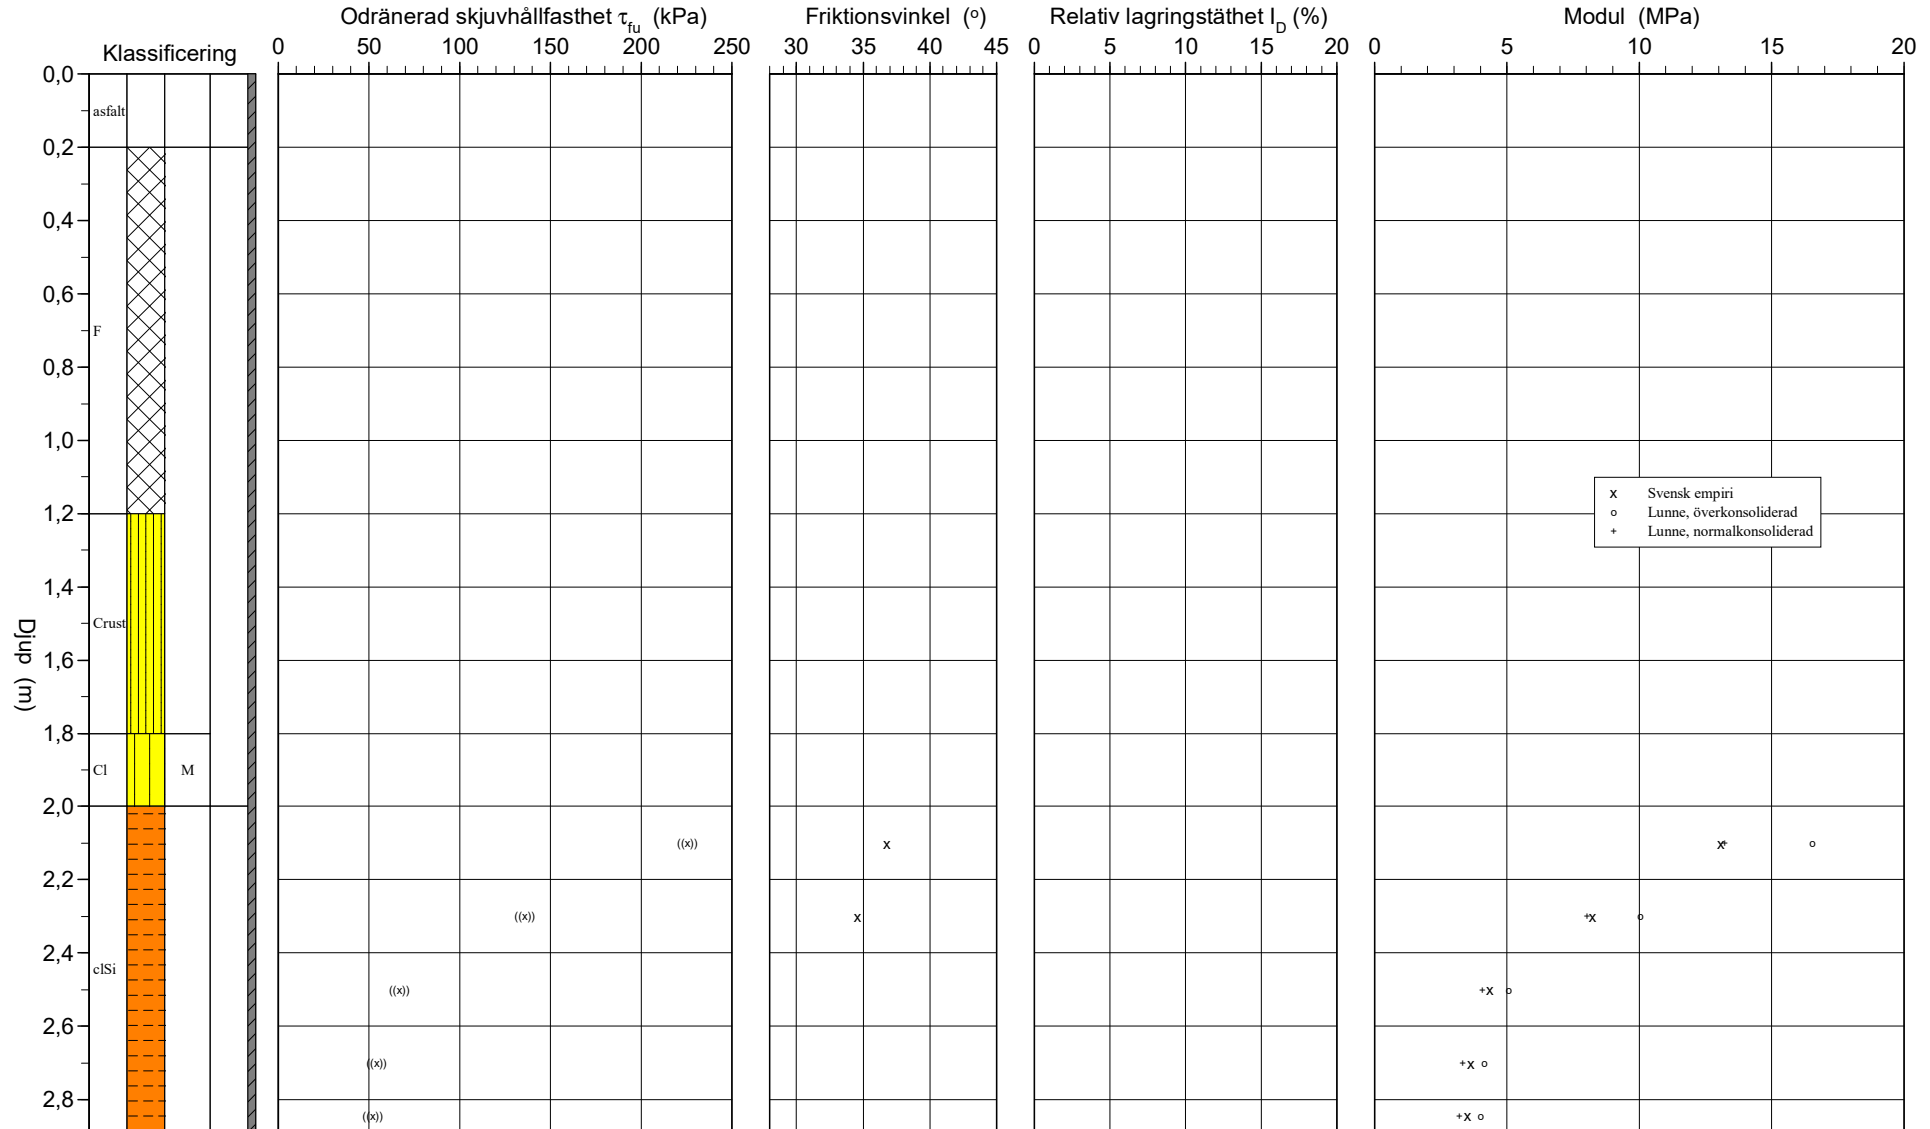 Odränerad skjuvhållfasthet τfu (kPa)
Friktionsvinkel (º)
Relativ lagringstäthet ID (%)
Modul (MPa)
Klassificering
0 50 100 150 200 250
30 35 40 45
0 5 10 15 20
0 5 10 15 20
Djup (m)
0,0
asfalt
0,2
0,4
0,6
F
0,8
1,0
1,2
x Svensk empiri
o Lunne, överkonsoliderad
+ Lunne, normalkonsoliderad
1,4
Crust
1,6
1,8
Cl M
2,0
((x)) x x+ o
2,2
((x)) x +x o
2,4
clSi
((x)) +x o
2,6
((x)) +x o
2,8
((x)) +x o